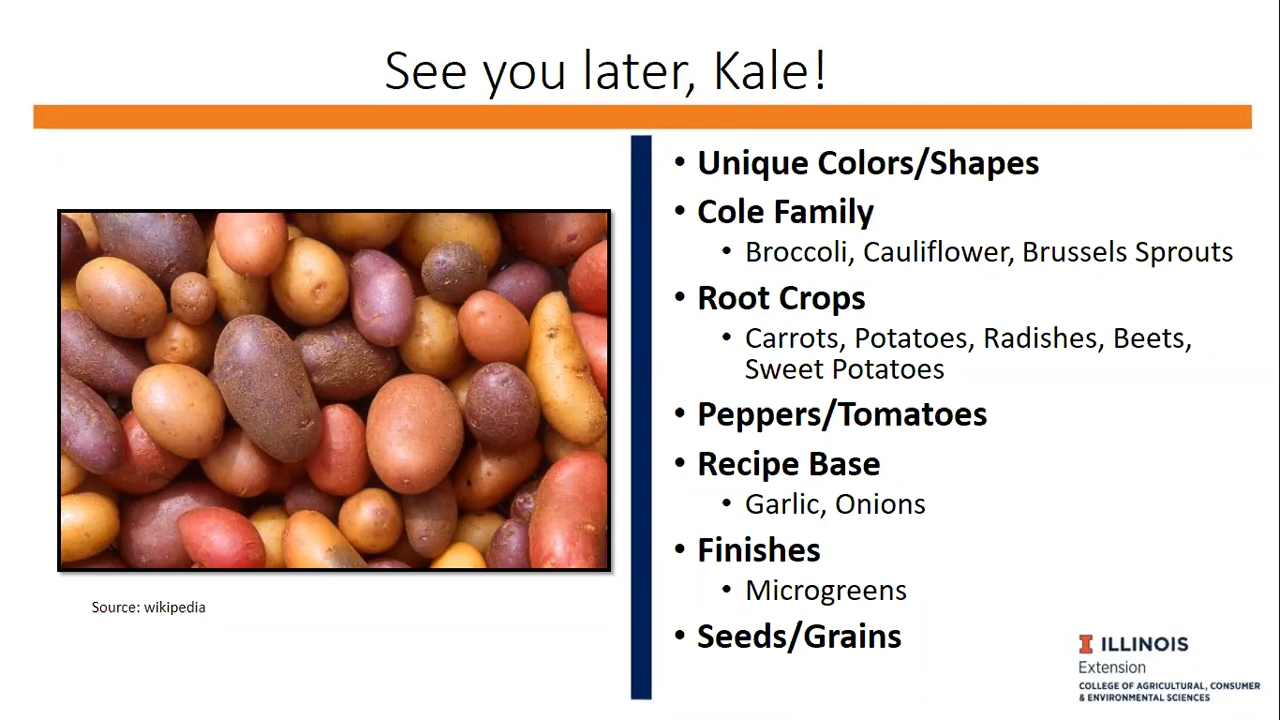 See you later, Kale!
• Unique Colors/Shapes
• Cole Family
• Broccoli, Cauliflower, Brussels Sprouts
• Root Crops
• Carrots, Potatoes, Radishes, Beets,
Sweet Potatoes
• Peppers/Tomatoes
• Recipe Base
• Garlic, Onions
• Finishes
• Microgreens
• Seeds/Grains
Source: wikipedia
I ILLINOIS
Extension
COLLEGE OF AGRICULTURAL, CONSUMER
& ENVIRONMENTAL SCIENCES